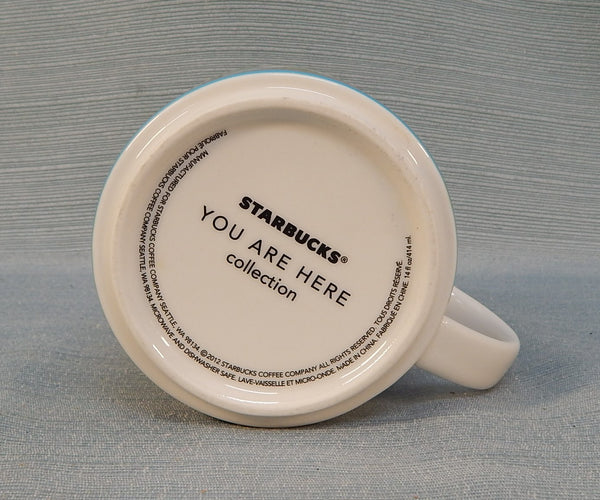 STARBUCKS®
YOU ARE HERE
collection
MANUFACTURED FOR STARBUCKS COFFEE COMPANY SEATTLE, WA 98134. ©2012 STARBUCKS COFFEE COMPANY ALL RIGHTS RESERVED. TOUS DROITS RÉSERVÉ.
FABRIQUÉ POUR STARBUCKS COFFEE COMPANY SEATTLE, WA 98134. MICROWAVE AND DISHWASHER SAFE. LAVE-VAISSELLE ET MICRO-ONDE. MADE IN CHINA. FABRIQUÉ EN CHINE. 14 fl oz/414 ml.